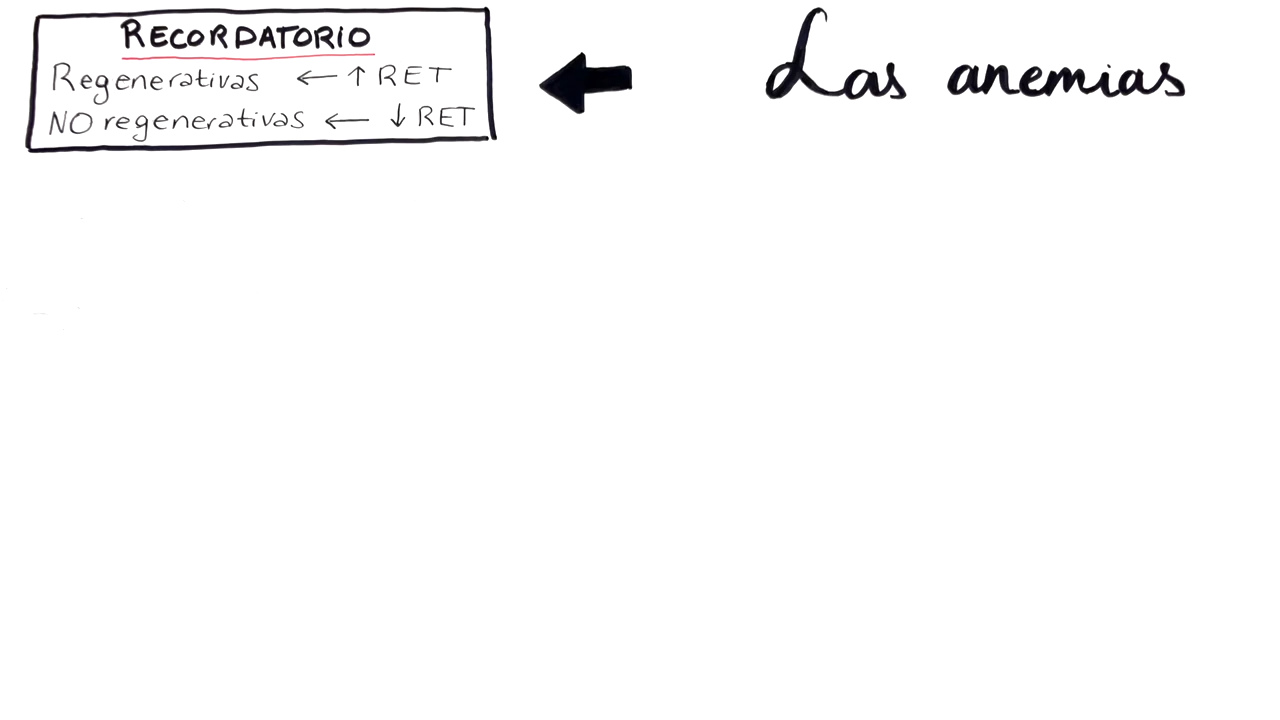 RECORDATORIO
Regenerativas ← ↑ RET
NO regenerativas ← ↓ RET
Las anemias